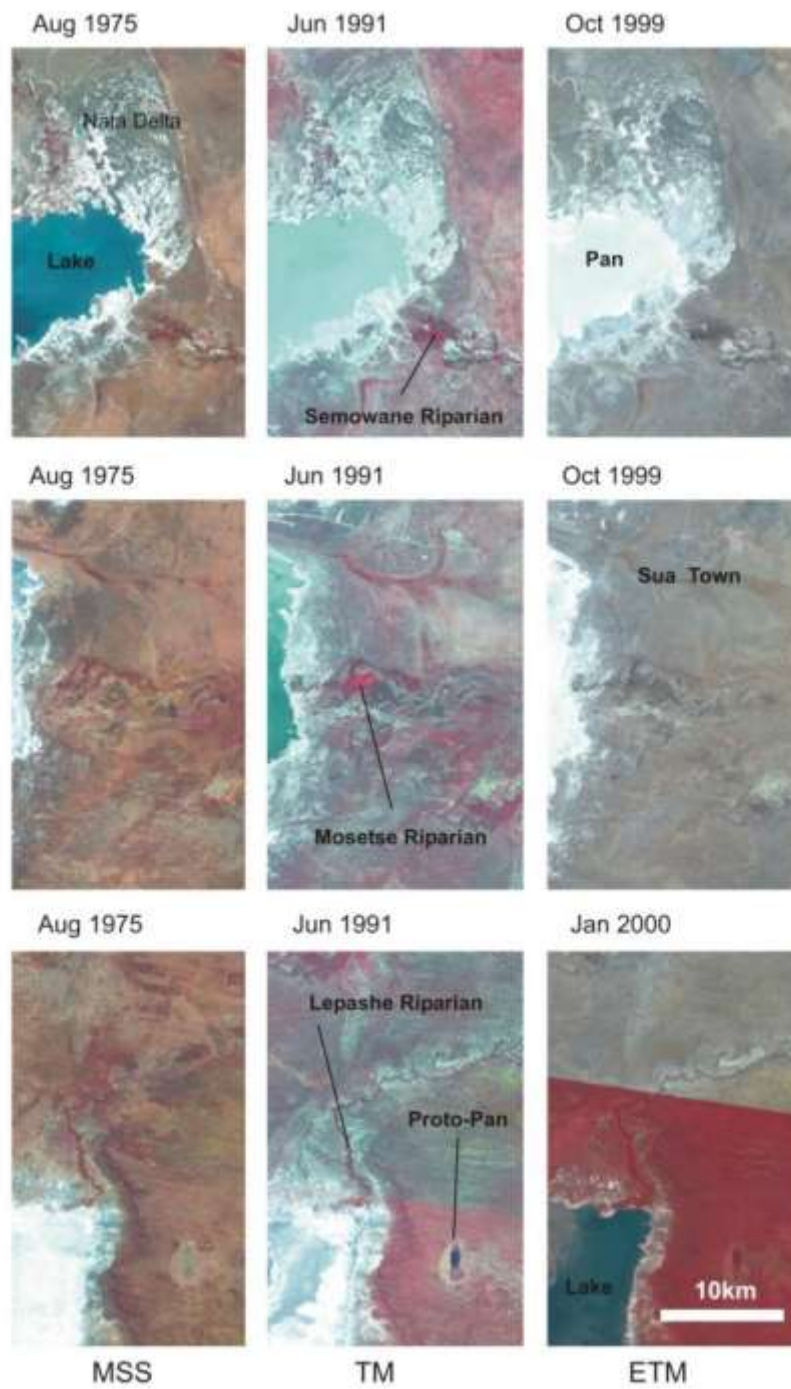 Aug 1975
Jun 1991
Oct 1999
Nata Delta
Lake
Pan
Semowane Riparian
Aug 1975
Jun 1991
Oct 1999
Sua Town
Mosetse Riparian
Aug 1975
Jun 1991
Jan 2000
Lepashe Riparian
Proto-Pan
Lake
10km
MSS
TM
ETM